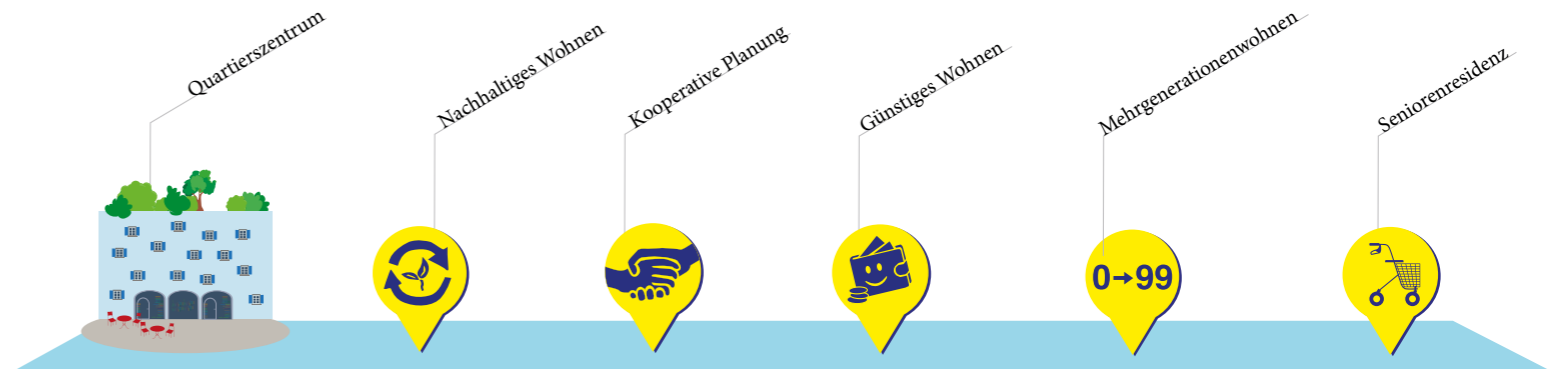 Quartierszentrum
Nachhaltiges Wohnen
Kooperative Planung
Günstiges Wohnen
Mehrgenerationenwohnen
Seniorenresidenz
0→99